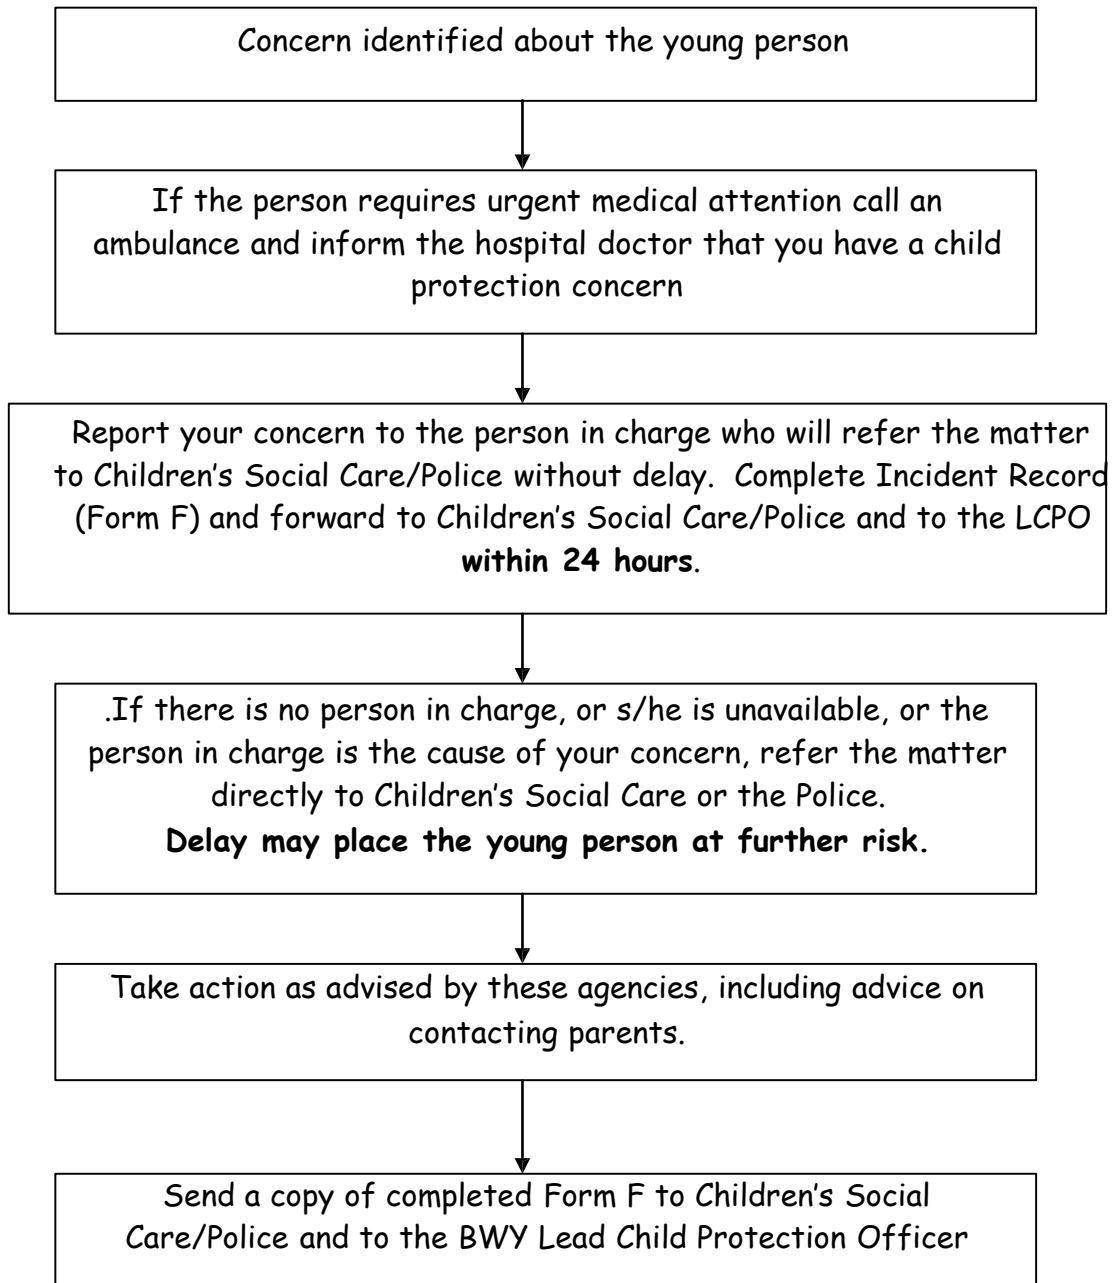 Concern identified about the young person
If the person requires urgent medical attention call an
ambulance and inform the hospital doctor that you have a child
protection concern
Report your concern to the person in charge who will refer the matter
to Children's Social Care/Police without delay.  Complete Incident Record
(Form F) and forward to Children's Social Care/Police and to the LCPO
within 24 hours.
.If there is no person in charge, or s/he is unavailable, or the
person in charge is the cause of your concern, refer the matter
directly to Children's Social Care or the Police.
Delay may place the young person at further risk.
Take action as advised by these agencies, including advice on
contacting parents.
Send a copy of completed Form F to Children's Social
Care/Police and to the BWY Lead Child Protection Officer